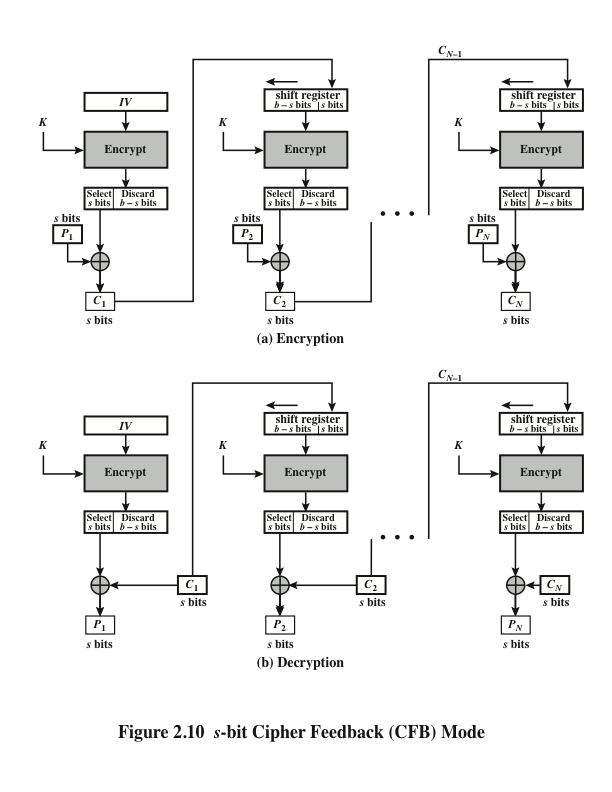 C_{N–1}
IV
shift register
b – s bits | s bits
shift register
b – s bits | s bits
K
K
K
Encrypt
Encrypt
Encrypt
Select Discard
s bits b – s bits
Select Discard
s bits b – s bits
Select Discard
s bits b – s bits
s bits
s bits
s bits
P_1
P_2
P_N
• • •
C_1
C_2
C_N
s bits
s bits
s bits
(a) Encryption
C_{N–1}
IV
shift register
b – s bits | s bits
shift register
b – s bits | s bits
K
K
K
Encrypt
Encrypt
Encrypt
Select Discard
s bits b – s bits
Select Discard
s bits b – s bits
Select Discard
s bits b – s bits
• • •
C_1
C_2
C_N
s bits
s bits
s bits
P_1
P_2
P_N
s bits
s bits
s bits
(b) Decryption
Figure 2.10 s-bit Cipher Feedback (CFB) Mode